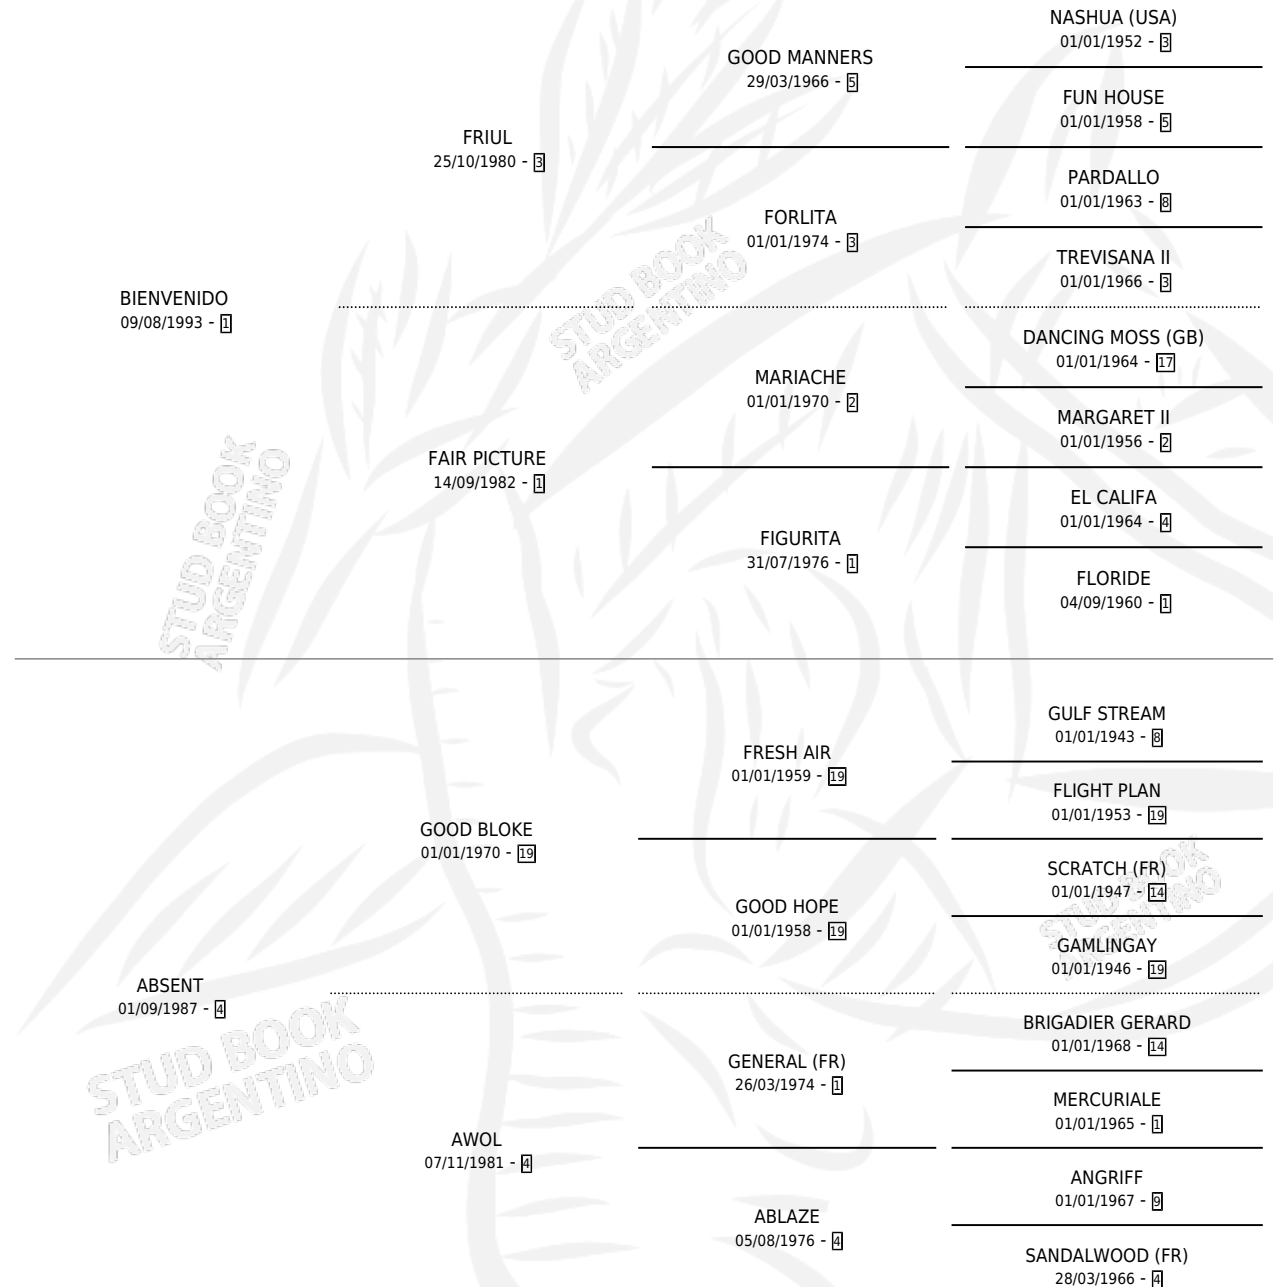 NASHUA (USA)
01/01/1952 - 3
GOOD MANNERS
29/03/1966 - 5
FUN HOUSE
01/01/1958 - 5
FRIUL
25/10/1980 - 3
PARDALLO
01/01/1963 - 8
FORLITA
01/01/1974 - 3
TREVISANA II
01/01/1966 - 3
BIENVENIDO
09/08/1993 - 1
DANCING MOSS (GB)
01/01/1964 - 17
MARIACHE
01/01/1970 - 2
MARGARET II
01/01/1956 - 2
FAIR PICTURE
14/09/1982 - 1
EL CALIFA
01/01/1964 - 4
FIGURITA
31/07/1976 - 1
FLORIDE
04/09/1960 - 1
STUD BOOK
ARGENTINO
STUD BOOK
ARGENTINO
GULF STREAM
01/01/1943 - 8
FRESH AIR
01/01/1959 - 19
FLIGHT PLAN
01/01/1953 - 19
GOOD BLOKE
01/01/1970 - 19
SCRATCH (FR)
01/01/1947 - 14
GOOD HOPE
01/01/1958 - 19
GAMLINGAY
01/01/1946 - 19
ABSENT
01/09/1987 - 4
BRIGADIER GERARD
01/01/1968 - 14
GENERAL (FR)
26/03/1974 - 1
MERCURIALE
01/01/1965 - 1
AWOL
07/11/1981 - 4
ANGRIFF
01/01/1967 - 9
ABLAZE
05/08/1976 - 4
SANDALWOOD (FR)
28/03/1966 - 4
STUD BOOK
ARGENTINO
STUD BOOK
ARGENTINO